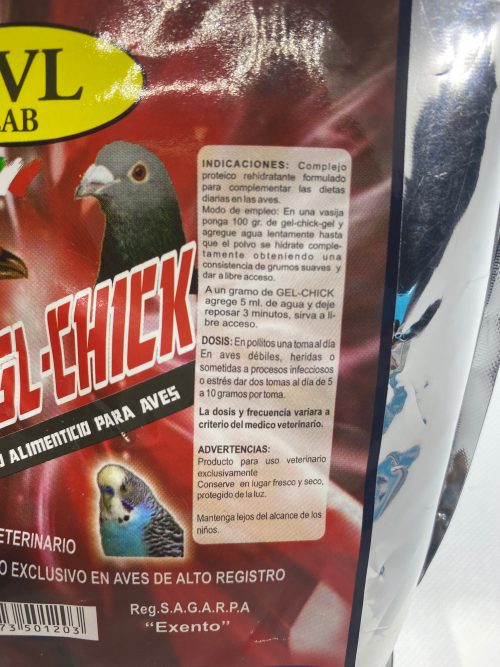 VL
LAB
INDICACIONES: Complejo
proteico rehidratante formulado
para complementar las dietas
diarias en las aves.
Modo de empleo: En una vasija
ponga 100 gr. de gel-chick-gel y
agregue agua lentamente hasta
que el polvo se hidrate comple-
tamente obteniendo una
consistencia de grumos suaves y
dar a libre acceso.
A un gramo de GEL-CHICK
agrege 5 ml. de agua y deje
reposar 3 minutos, sirva a li-
bre acceso.
DOSIS: En pollitos una toma al día
En aves débiles, heridas o
sometidas a procesos infecciosos
o estrés dar dos tomas al día de 5
a 10 gramos por toma.
La dosis y frecuencia variara a
criterio del medico veterinario.
ADVERTENCIAS:
Producto para uso veterinario
exclusivamente
Conserve en lugar fresco y seco,
protegido de la luz.
Mantenga lejos del alcance de los
niños.
GEL-CHICK
O ALIMENTICIO PARA AVES
VETERINARIO
O EXCLUSIVO EN AVES DE ALTO REGISTRO
Reg.S.A.G.A.R.P.A
"Exento"
73501203